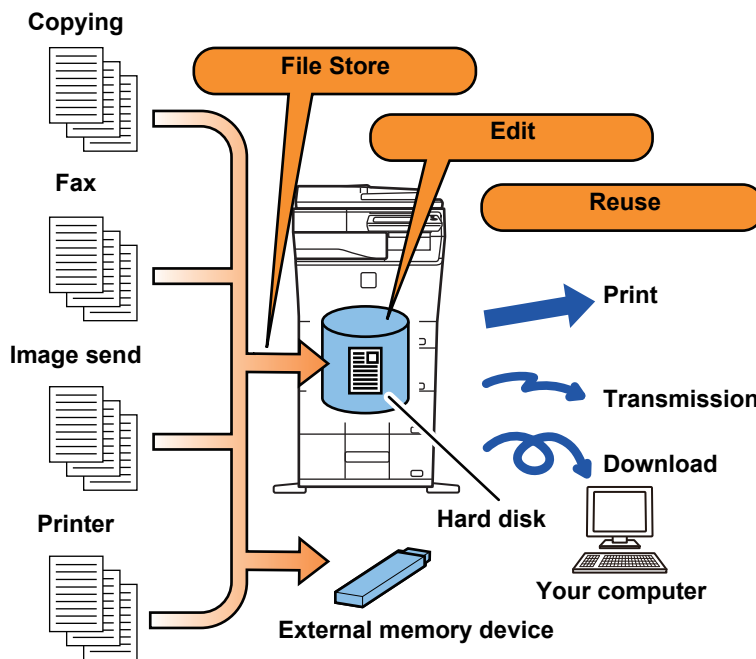 Copying
File Store
Edit
Fax
Reuse
Print
Image send
Transmission
Download
Printer
Hard disk
Your computer
External memory device